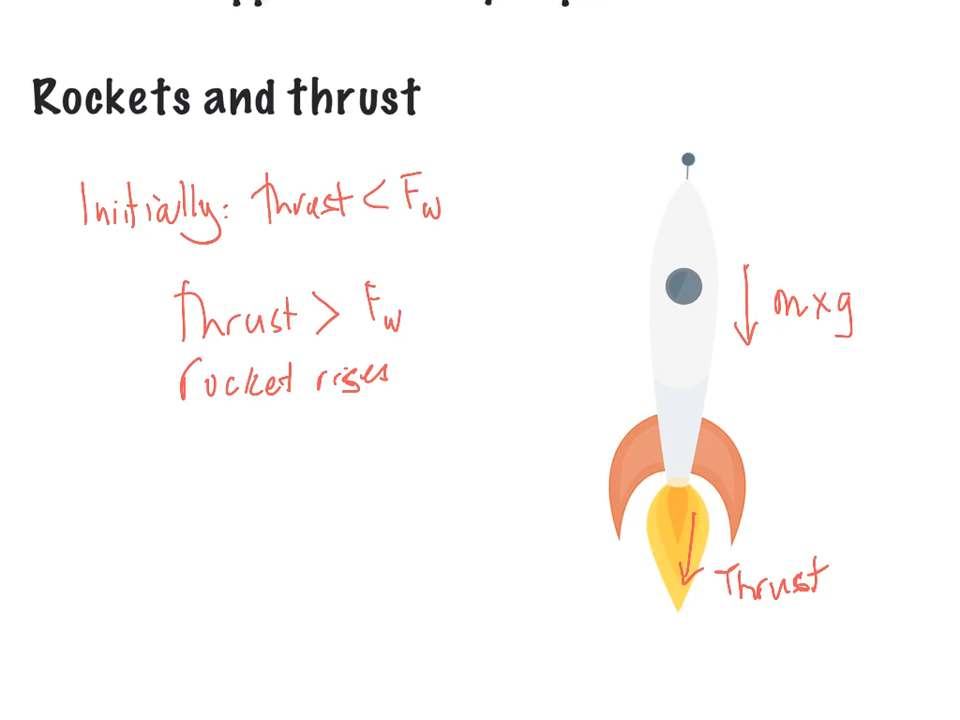 Rockets and thrust
Initially: thrust < Fw
thrust > Fw
rocket rises
m x g
Thrust